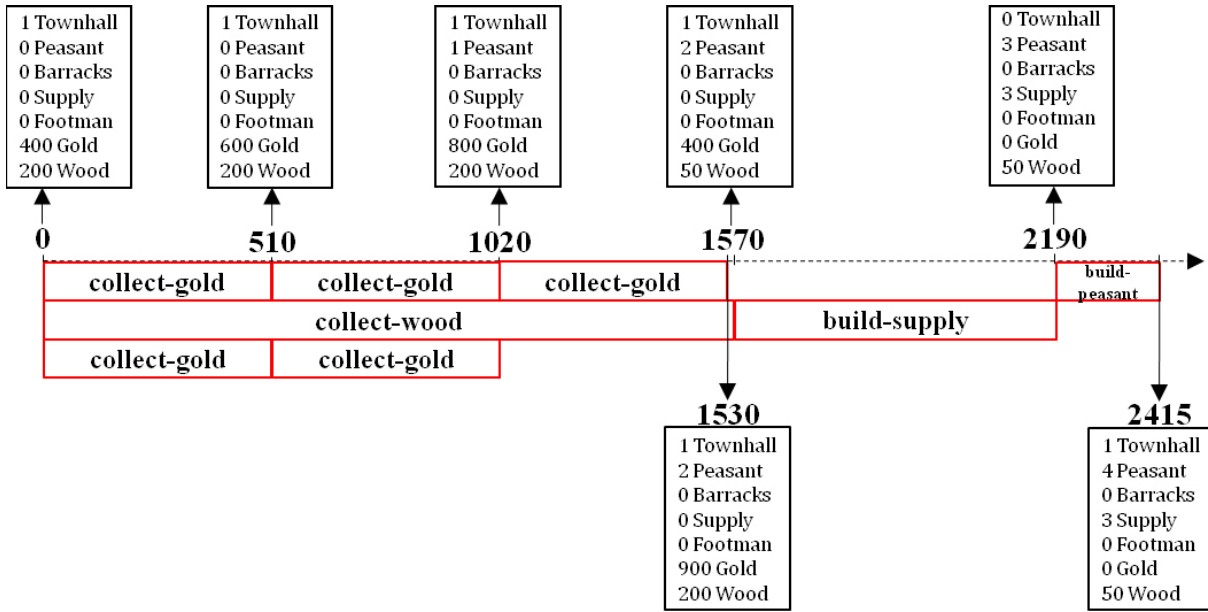 1 Townhall
0 Peasant
0 Barracks
0 Supply
0 Footman
400 Gold
200 Wood
1 Townhall
0 Peasant
0 Barracks
0 Supply
0 Footman
600 Gold
200 Wood
1 Townhall
1 Peasant
0 Barracks
0 Supply
0 Footman
800 Gold
200 Wood
1 Townhall
2 Peasant
0 Barracks
0 Supply
0 Footman
400 Gold
50 Wood
0 Townhall
3 Peasant
0 Barracks
3 Supply
0 Footman
0 Gold
50 Wood
0
510
1020
1570
2190
collect-gold
collect-gold
collect-gold
build-
peasant
collect-wood
build-supply
collect-gold
collect-gold
1530
2415
1 Townhall
2 Peasant
0 Barracks
0 Supply
0 Footman
900 Gold
200 Wood
1 Townhall
4 Peasant
0 Barracks
3 Supply
0 Footman
0 Gold
50 Wood